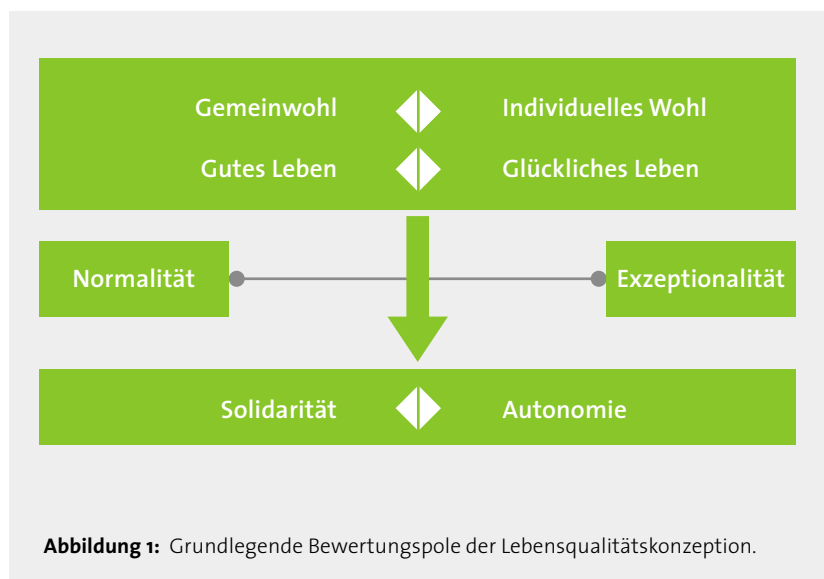 Gemeinwohl Individuelles Wohl
Gutes Leben Glückliches Leben
Normalität Exzeptionalität
Solidarität Autonomie
Abbildung 1: Grundlegende Bewertungspole der Lebensqualitätskonzeption.